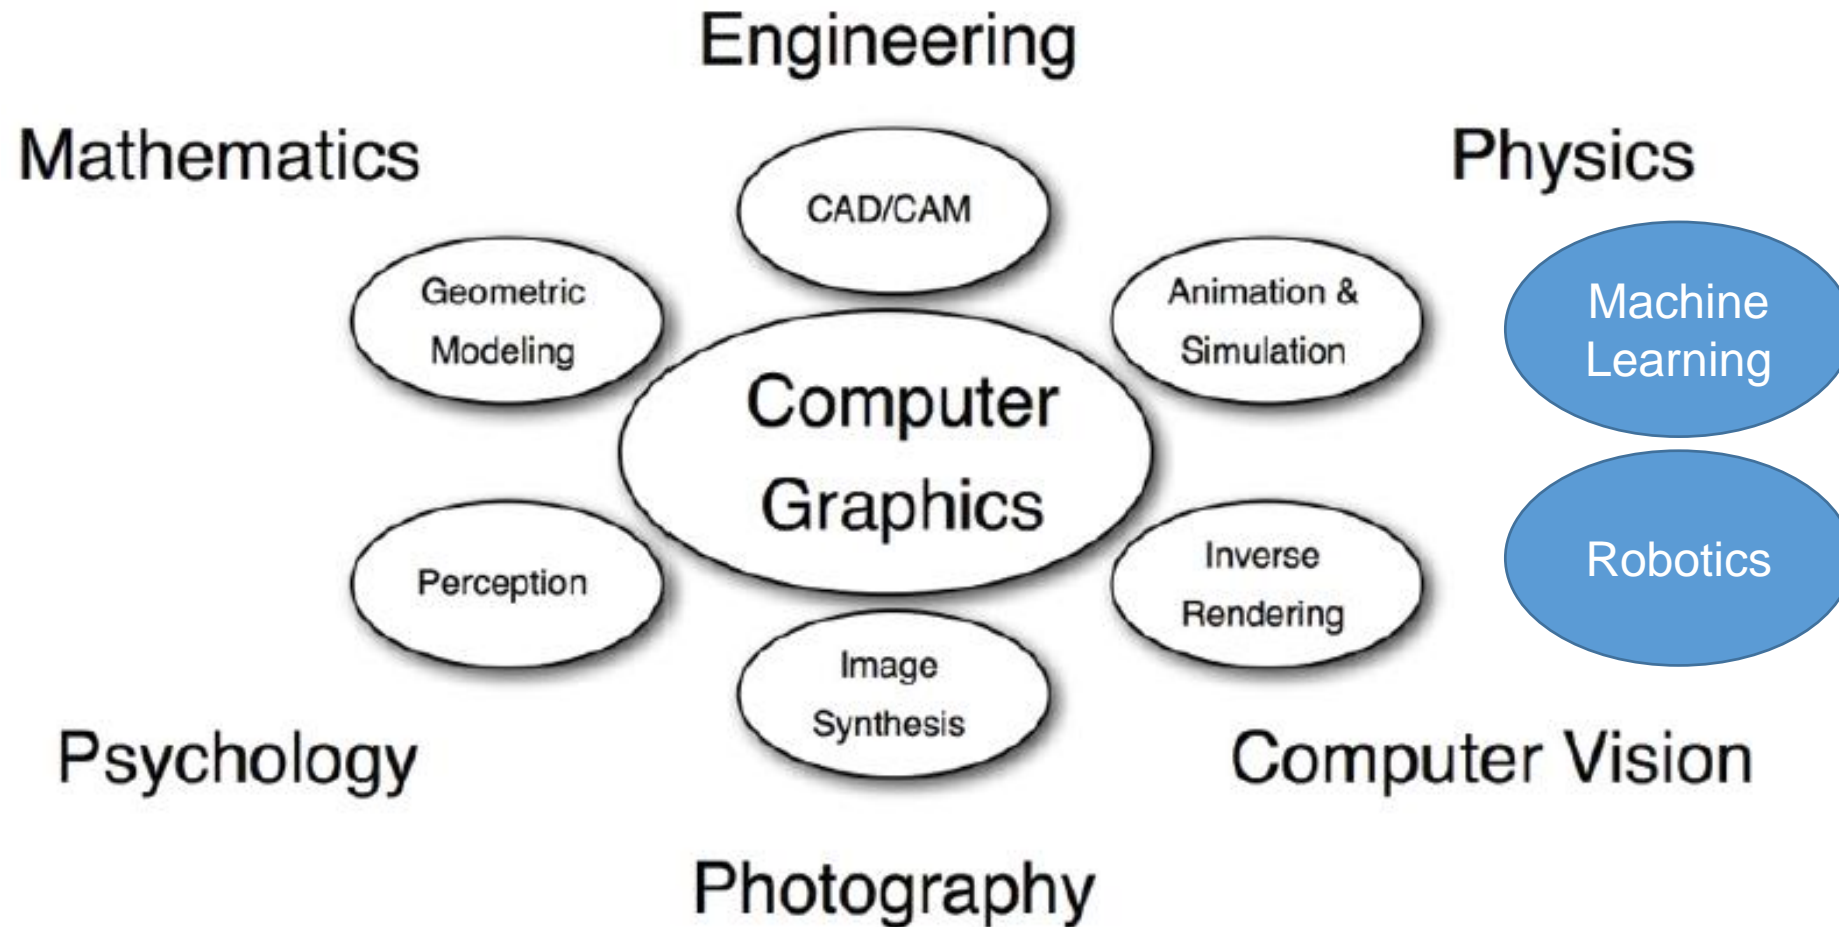 Engineering
Mathematics
Physics
CAD/CAM
Geometric
Modeling
Animation &
Simulation
Machine
Learning
Computer
Graphics
Perception
Inverse
Rendering
Robotics
Image
Synthesis
Psychology
Computer Vision
Photography